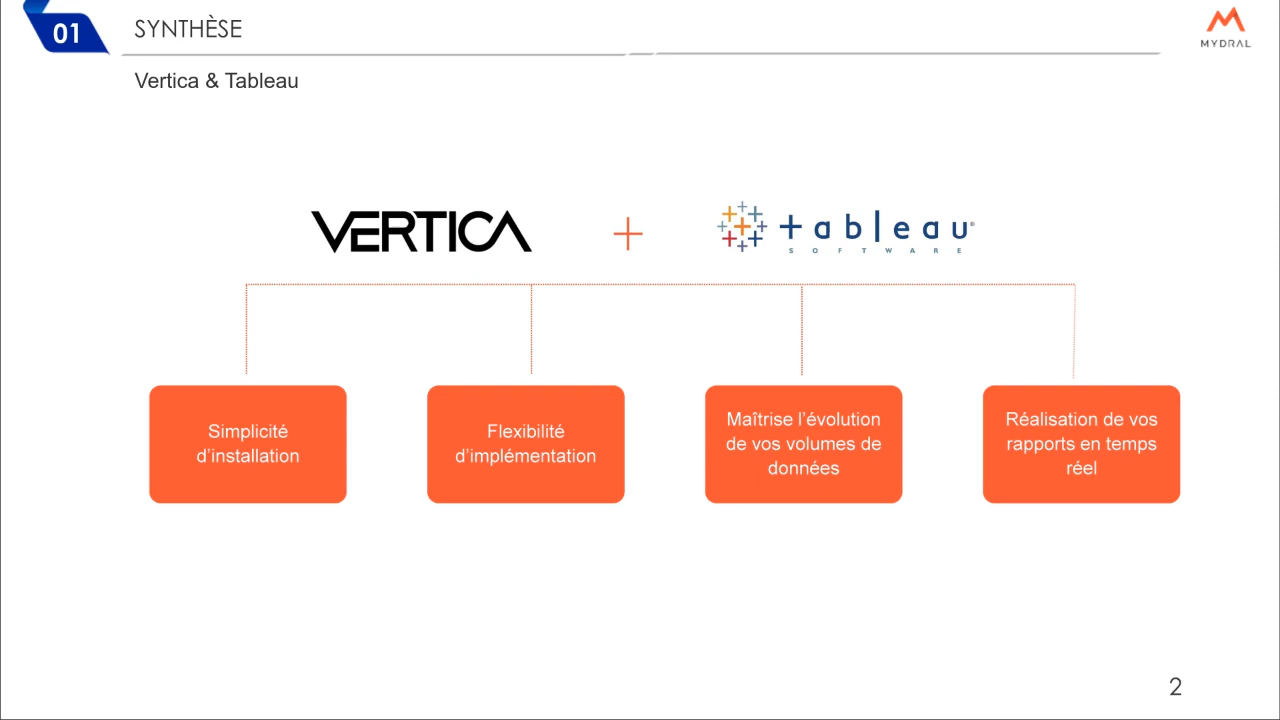 01
SYNTHÈSE
MYDRAL
Vertica & Tableau
VERTICA
+
+ableau®
SOFTWARE
Simplicité
d'installation
Flexibilité
d'implémentation
Maîtrise l'évolution
de vos volumes de
données
Réalisation de vos
rapports en temps
réel
2